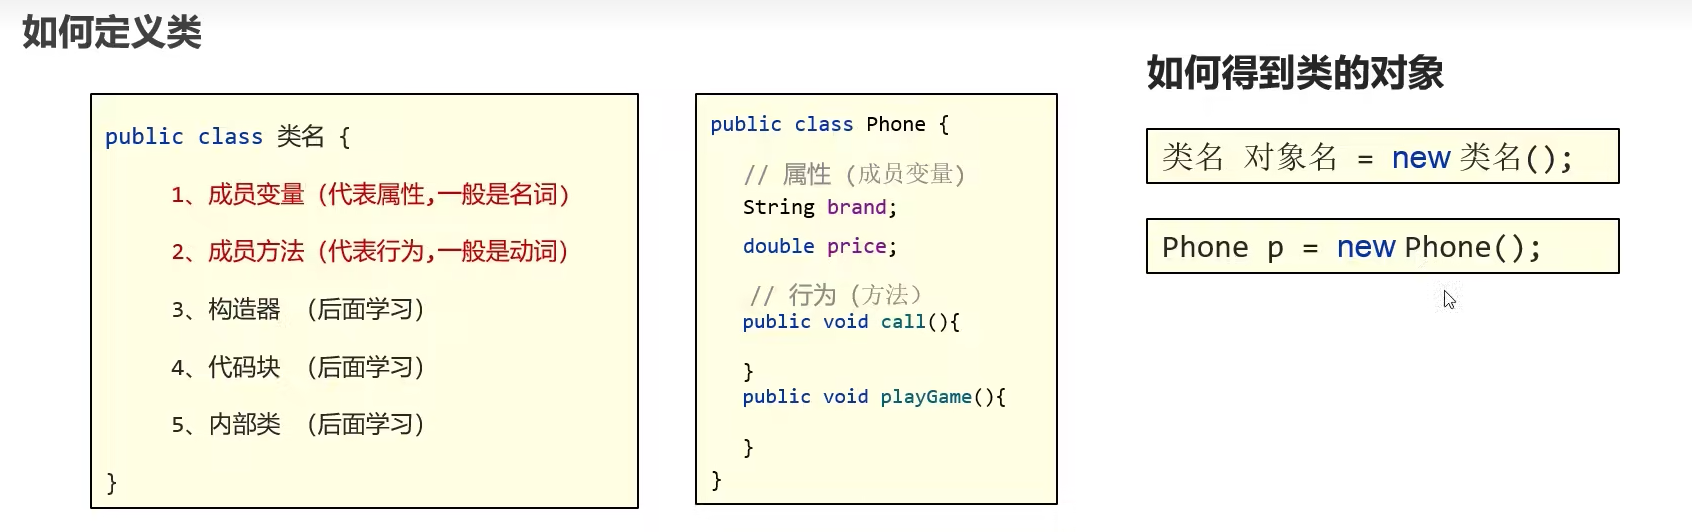 如何定义类
public class 类名 {
1、成员变量（代表属性,一般是名词）
2、成员方法（代表行为,一般是动词）
3、构造器 （后面学习）
4、代码块 （后面学习）
5、内部类 （后面学习）
}
public class Phone {
// 属性（成员变量）
String brand;
double price;
// 行为（方法）
public void call(){
}
public void playGame(){
}
}
如何得到类的对象
类名 对象名 = new 类名();
Phone p = new Phone();